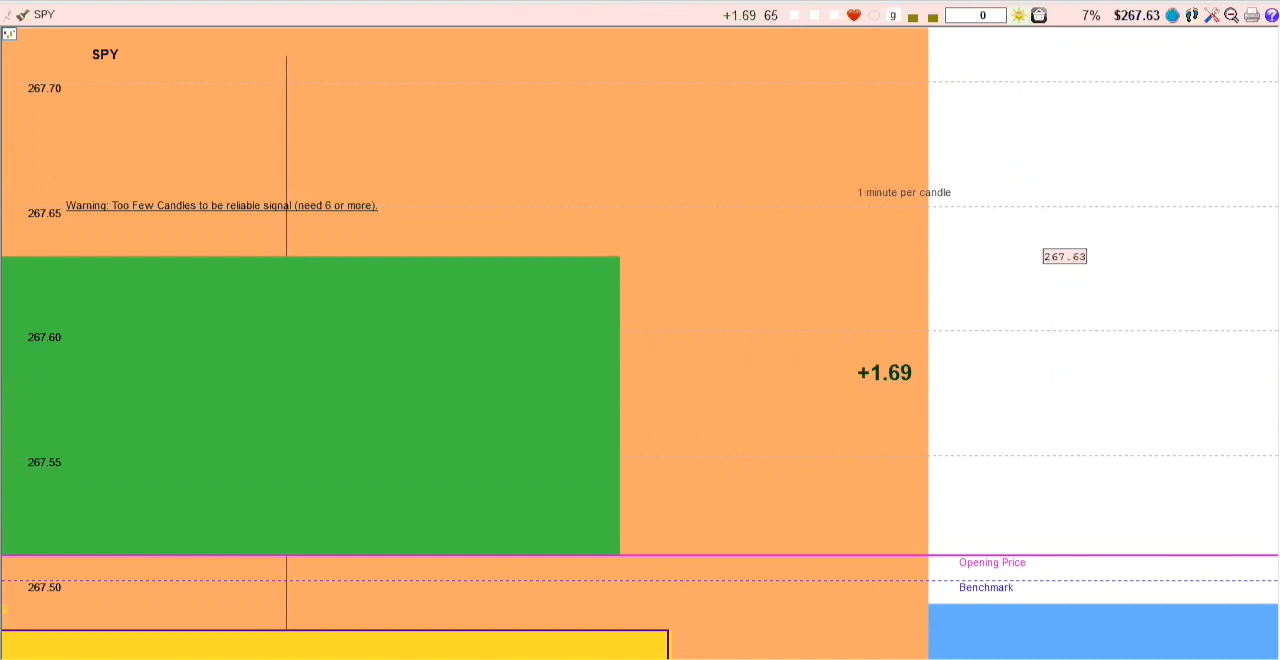 SPY +1.69 65 g 0 7% $267.63 ?
SPY
267.70
1 minute per candle
267.65 Warning: Too Few Candles to be reliable signal (need 6 or more).
267.63
267.60
+1.69
267.55
Opening Price
267.50 Benchmark